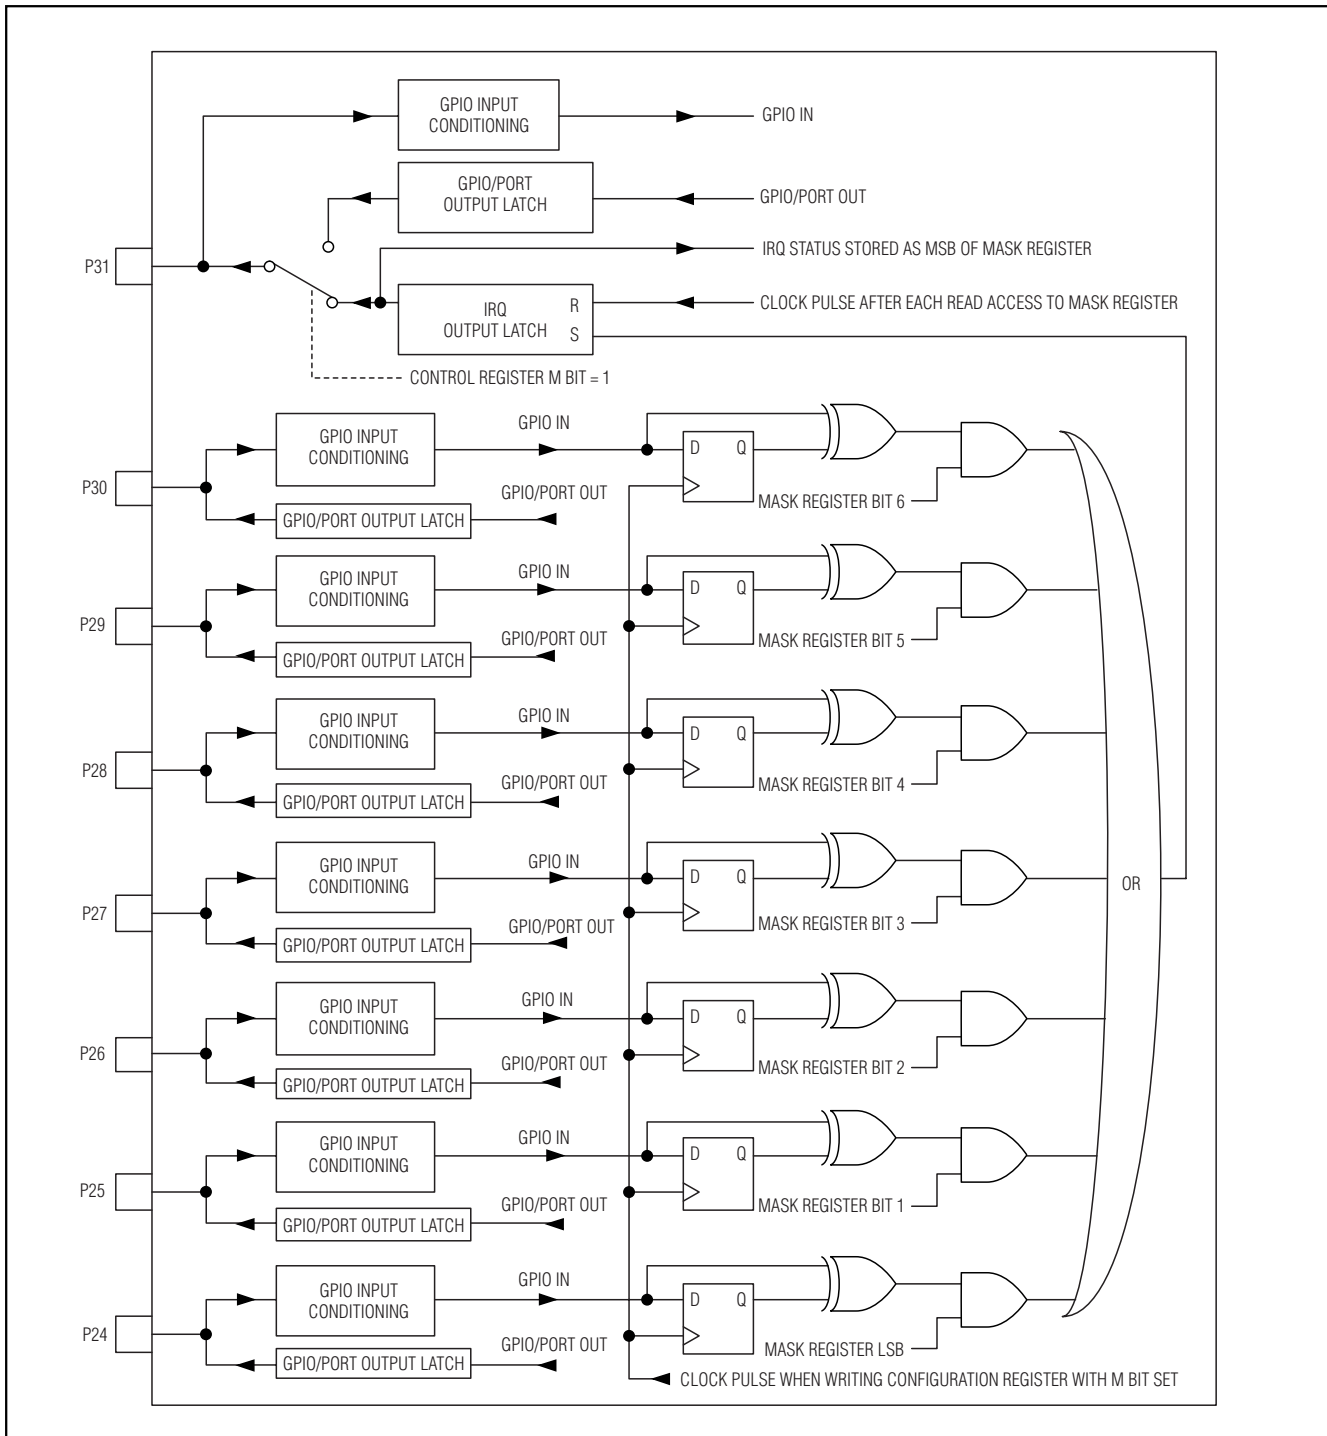 GPIO INPUT
CONDITIONING
GPIO IN
GPIO/PORT
OUTPUT LATCH
GPIO/PORT OUT
IRQ STATUS STORED AS MSB OF MASK REGISTER
P31
IRQ
OUTPUT LATCH
R
S
CLOCK PULSE AFTER EACH READ ACCESS TO MASK REGISTER
CONTROL REGISTER M BIT = 1
P30
GPIO INPUT
CONDITIONING
GPIO IN
D Q
GPIO/PORT OUT
MASK REGISTER BIT 6
GPIO/PORT OUTPUT LATCH
P29
GPIO INPUT
CONDITIONING
GPIO IN
D Q
GPIO/PORT OUT
MASK REGISTER BIT 5
GPIO/PORT OUTPUT LATCH
P28
GPIO INPUT
CONDITIONING
GPIO IN
D Q
GPIO/PORT OUT
MASK REGISTER BIT 4
GPIO/PORT OUTPUT LATCH
P27
GPIO INPUT
CONDITIONING
GPIO IN
D Q
GPIO/PORT OUT
MASK REGISTER BIT 3
GPIO/PORT OUTPUT LATCH
OR
P26
GPIO INPUT
CONDITIONING
GPIO IN
D Q
GPIO/PORT OUT
MASK REGISTER BIT 2
GPIO/PORT OUTPUT LATCH
P25
GPIO INPUT
CONDITIONING
GPIO IN
D Q
GPIO/PORT OUT
MASK REGISTER BIT 1
GPIO/PORT OUTPUT LATCH
P24
GPIO INPUT
CONDITIONING
GPIO IN
D Q
GPIO/PORT OUT
MASK REGISTER LSB
GPIO/PORT OUTPUT LATCH
CLOCK PULSE WHEN WRITING CONFIGURATION REGISTER WITH M BIT SET